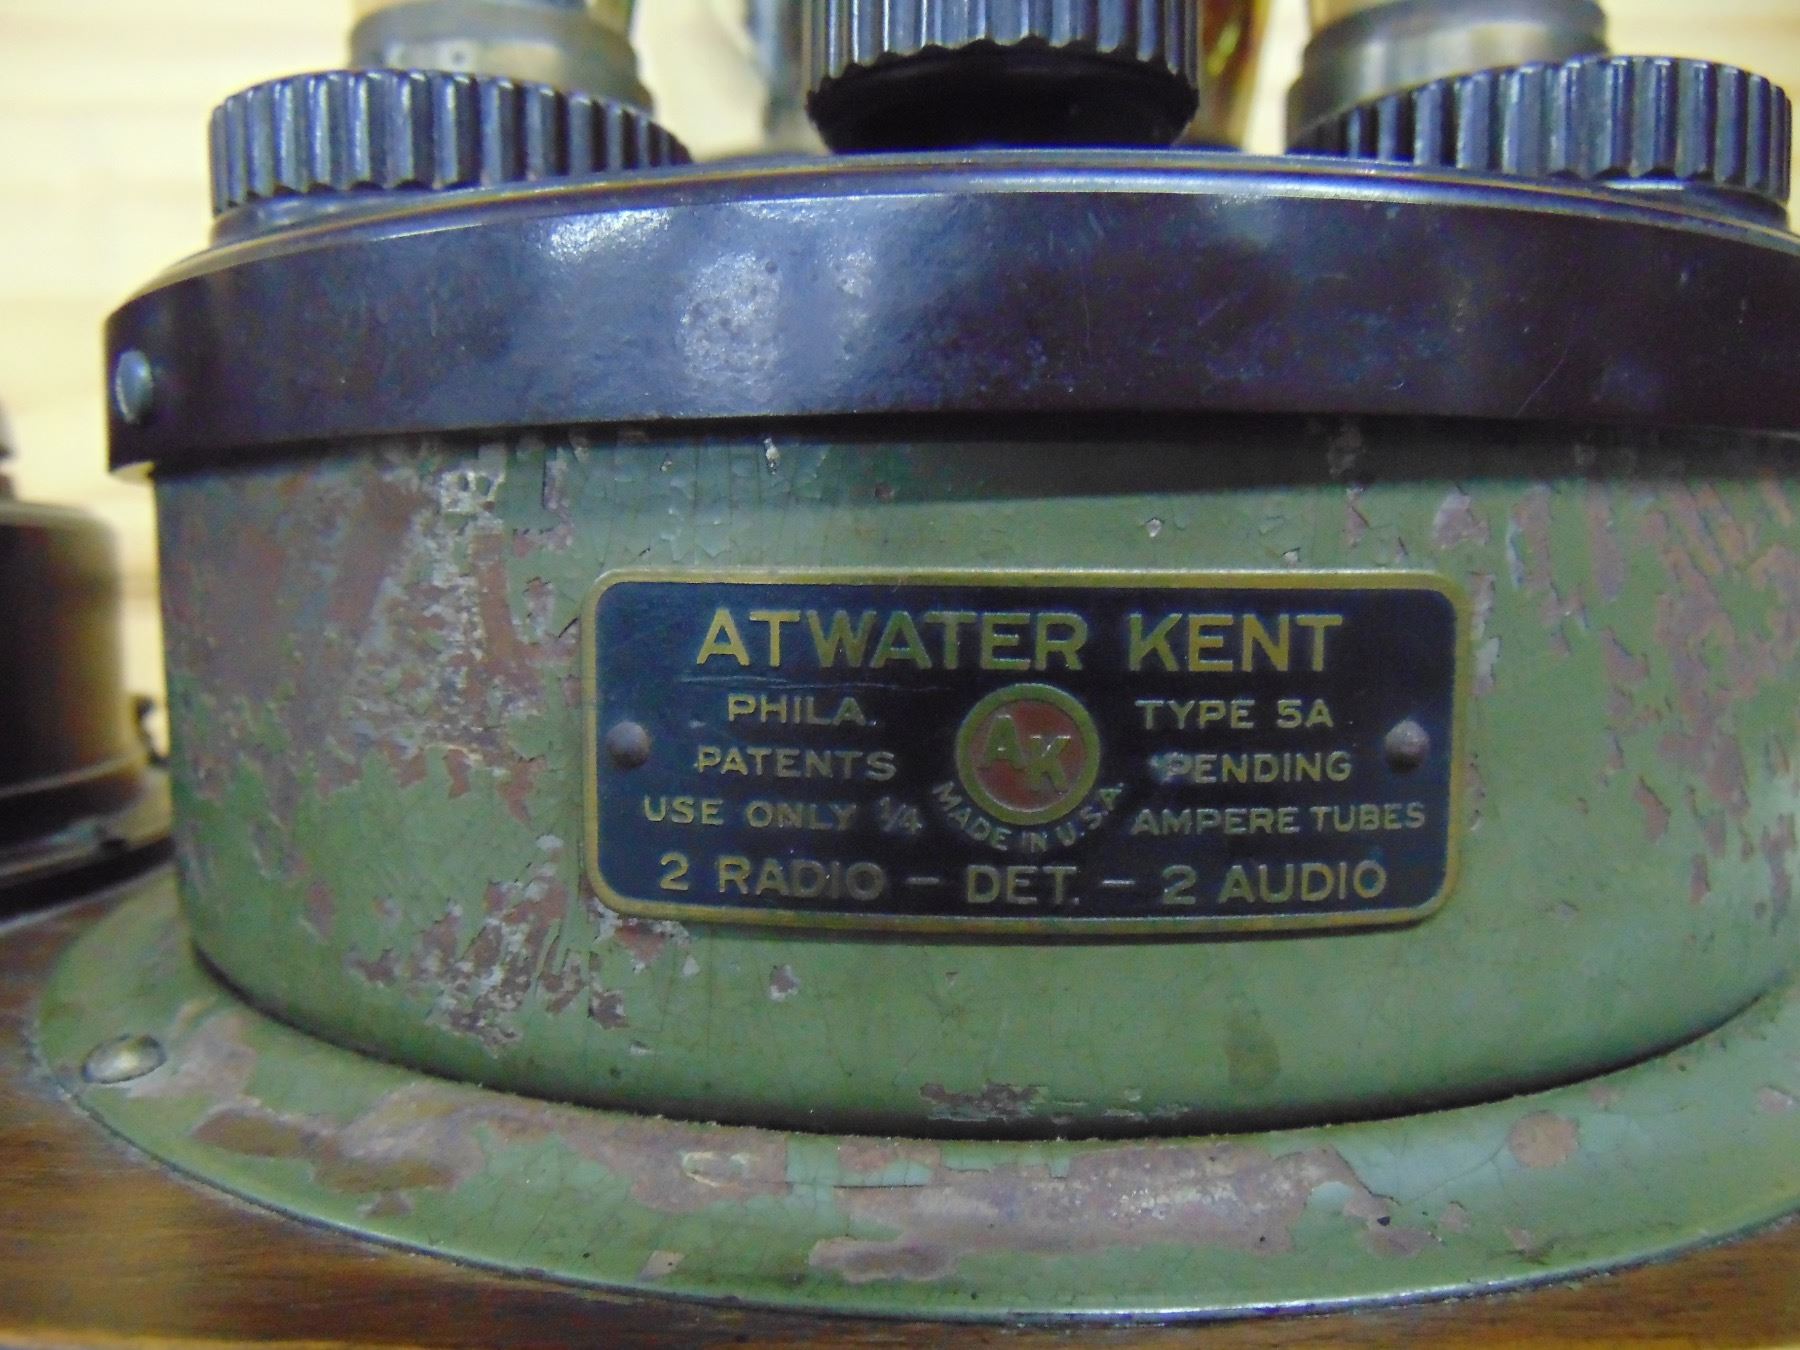 ATWATER KENT
PHILA. AK TYPE 5A
PATENTS PENDING
USE ONLY 1/4 AMPERE TUBES
MADE IN U.S.A.
2 RADIO – DET. – 2 AUDIO